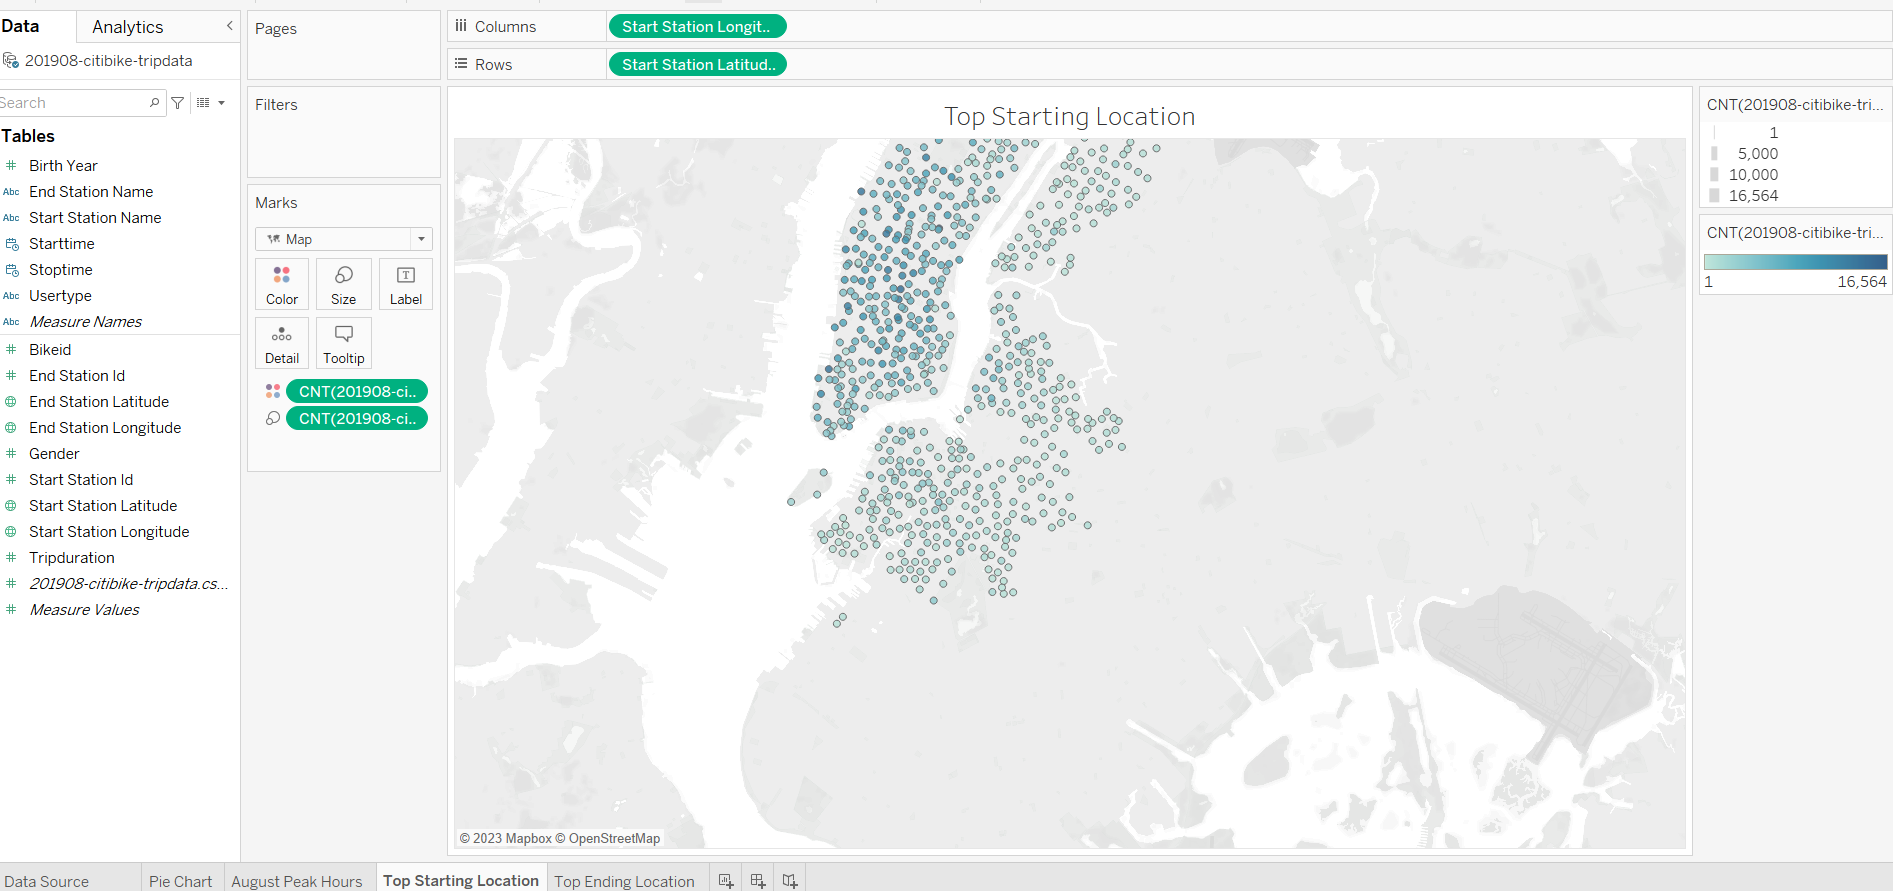 Data
Analytics
201908-citibike-tripdata
Search
Tables
Birth Year
Abc End Station Name
Abc Start Station Name
Starttime
Stoptime
Abc Usertype
Abc Measure Names
Bikeid
End Station Id
End Station Latitude
End Station Longitude
Gender
Start Station Id
Start Station Latitude
Start Station Longitude
Tripduration
201908-citibike-tripdata.cs...
Measure Values
Pages
Filters
Marks
Map
Color
Size
Label
Detail
Tooltip
CNT(201908-ci..
CNT(201908-ci..
Columns
Start Station Longit..
Rows
Start Station Latitud..
Top Starting Location
© 2023 Mapbox © OpenStreetMap
CNT(201908-citibike-tri...
1
5,000
10,000
16,564
CNT(201908-citibike-tri...
1 16,564
Data Source
Pie Chart
August Peak Hours
Top Starting Location
Top Ending Location